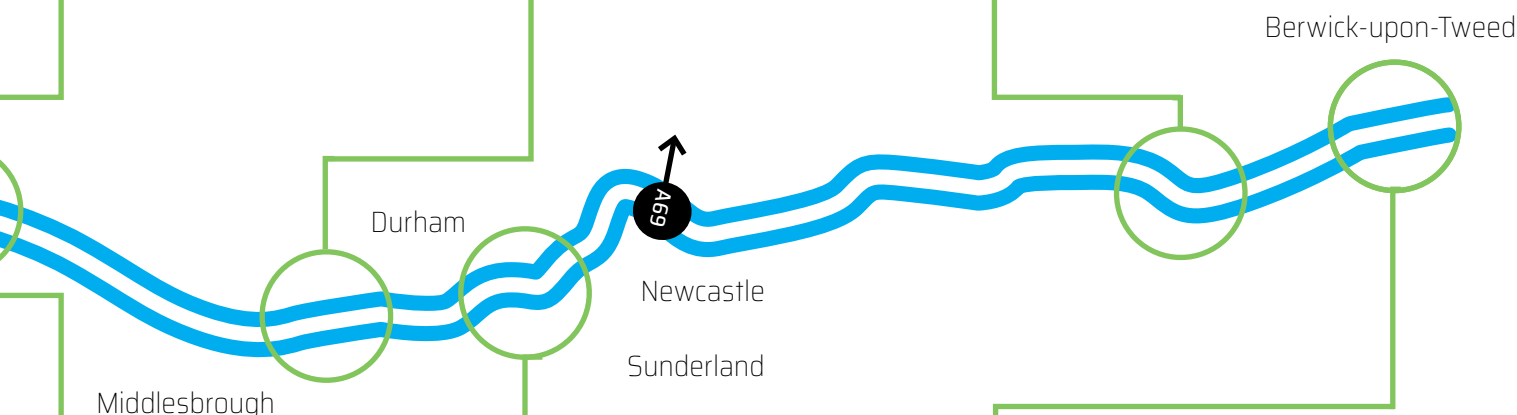 Berwick-upon-Tweed
A69
Durham
Newcastle
Sunderland
Middlesbrough